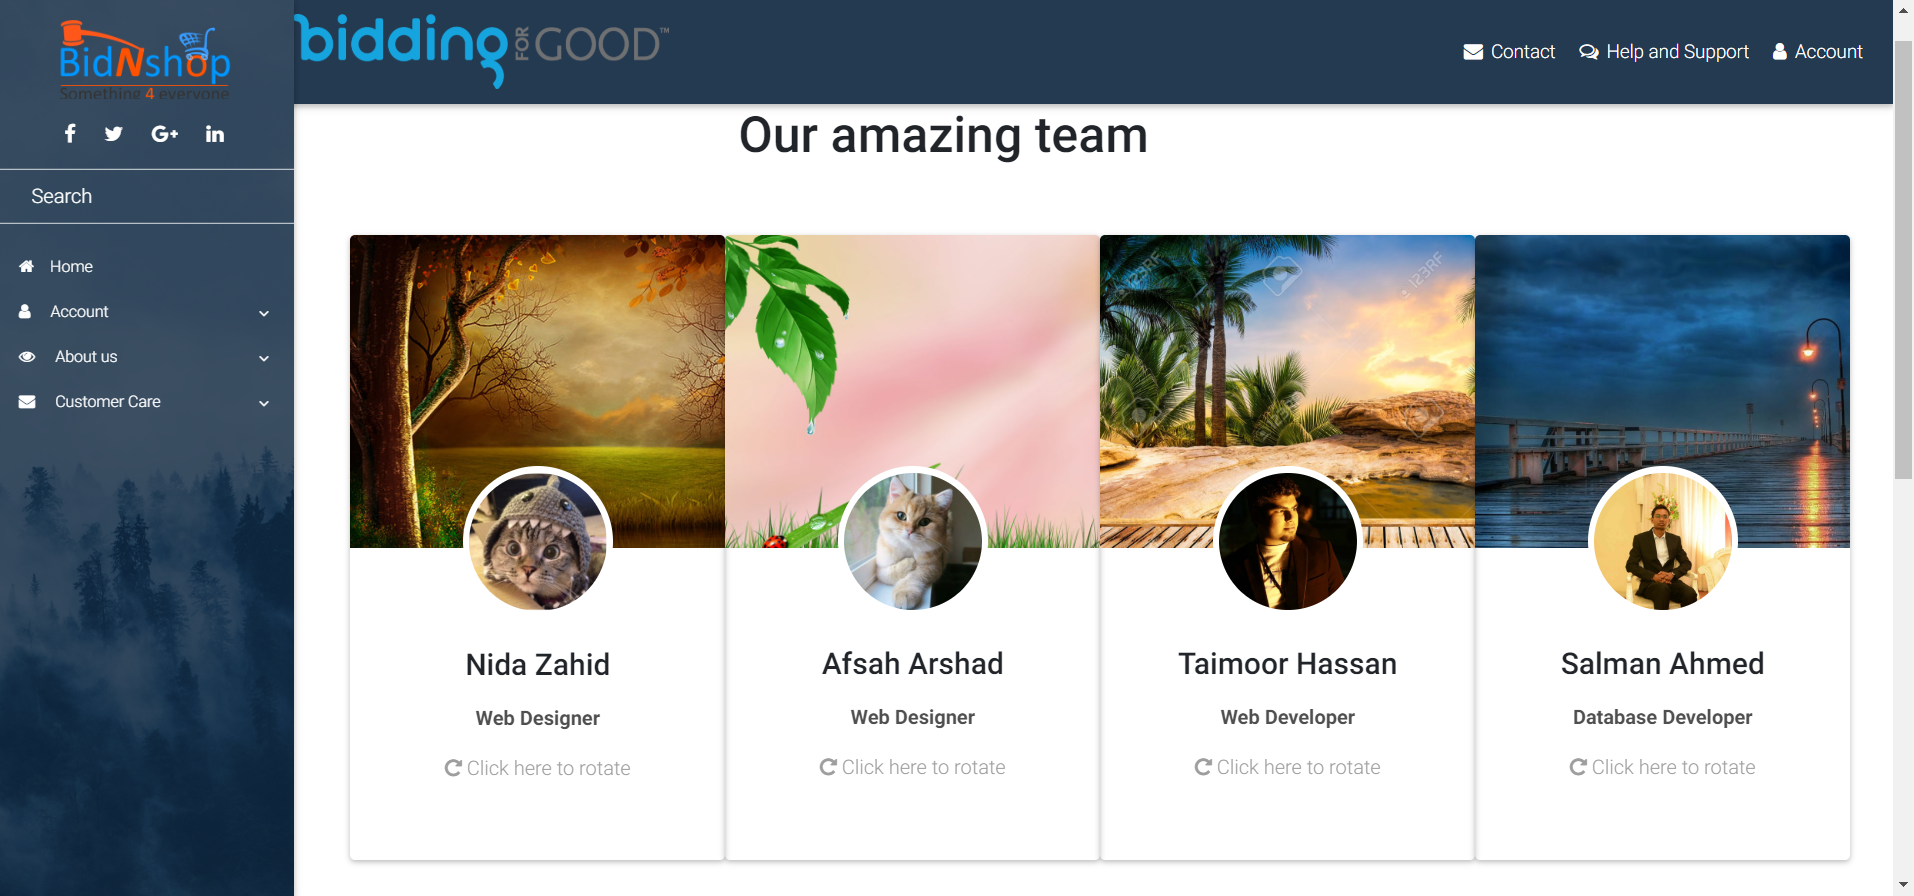 BidNshop
Something 4 everyone
Search
Home
Account
About us
Customer Care
bidding FOR GOOD™
Contact
Help and Support
Account
Our amazing team
123RF
123RF
Nida Zahid
Web Designer
Click here to rotate
Afsah Arshad
Web Designer
Click here to rotate
Taimoor Hassan
Web Developer
Click here to rotate
Salman Ahmed
Database Developer
Click here to rotate